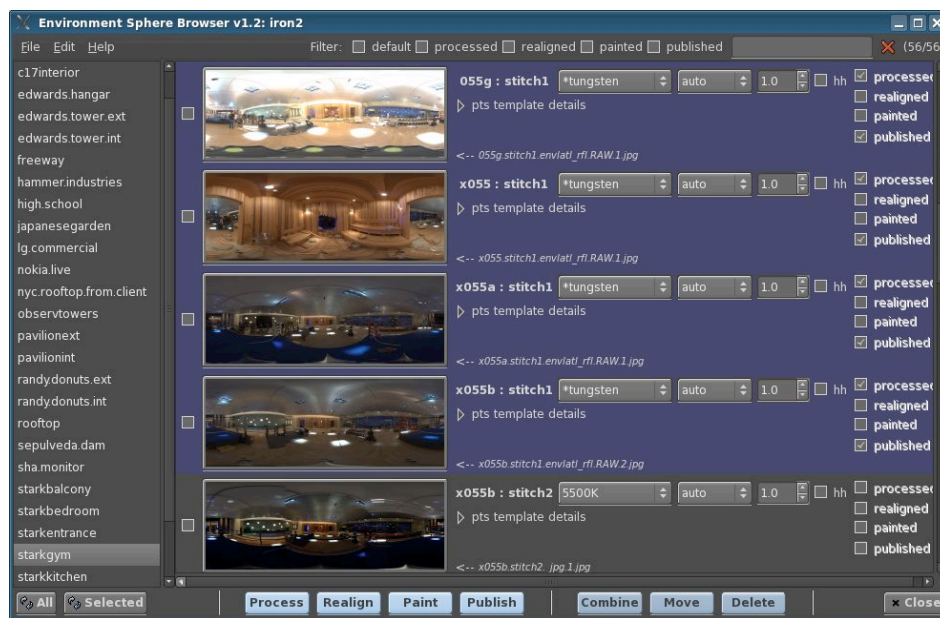 Environment Sphere Browser v1.2: iron2
File Edit Help Filter: default processed realigned painted published (56/56
c17interior
edwards.hangar
edwards.tower.ext
edwards.tower.int
freeway
hammer.industries
high.school
japanesegarden
lg.commercial
nokia.live
nyc.rooftop.from.client
observtowers
pavilionext
pavilionint
randy.donuts.ext
randy.donuts.int
rooftop
sepulveda.dam
sha.monitor
starkbalcony
starkbedroom
starkentrance
starkgym
starkkitchen
055g : stitch1 *tungsten auto 1.0 hh processed
realigned
pts template details
painted
published
<-- 055g.stitch1.envlatl_rfl.RAW.1.jpg
x055 : stitch1 *tungsten auto 1.0 hh processed
realigned
pts template details
painted
published
<-- x055.stitch1.envlatl_rfl.RAW.1.jpg
x055a : stitch1 *tungsten auto 1.0 hh processed
realigned
pts template details
painted
published
<-- x055a.stitch1.envlatl_rfl.RAW.1.jpg
x055b : stitch1 *tungsten auto 1.0 hh processed
realigned
pts template details
painted
published
<-- x055b.stitch1.envlatl_rfl.RAW.2.jpg
x055b : stitch2 5500K auto 1.0 hh processed
realigned
pts template details
painted
published
<-- x055b.stitch2. jpg.1.jpg
All Selected Process Realign Paint Publish Combine Move Delete Close